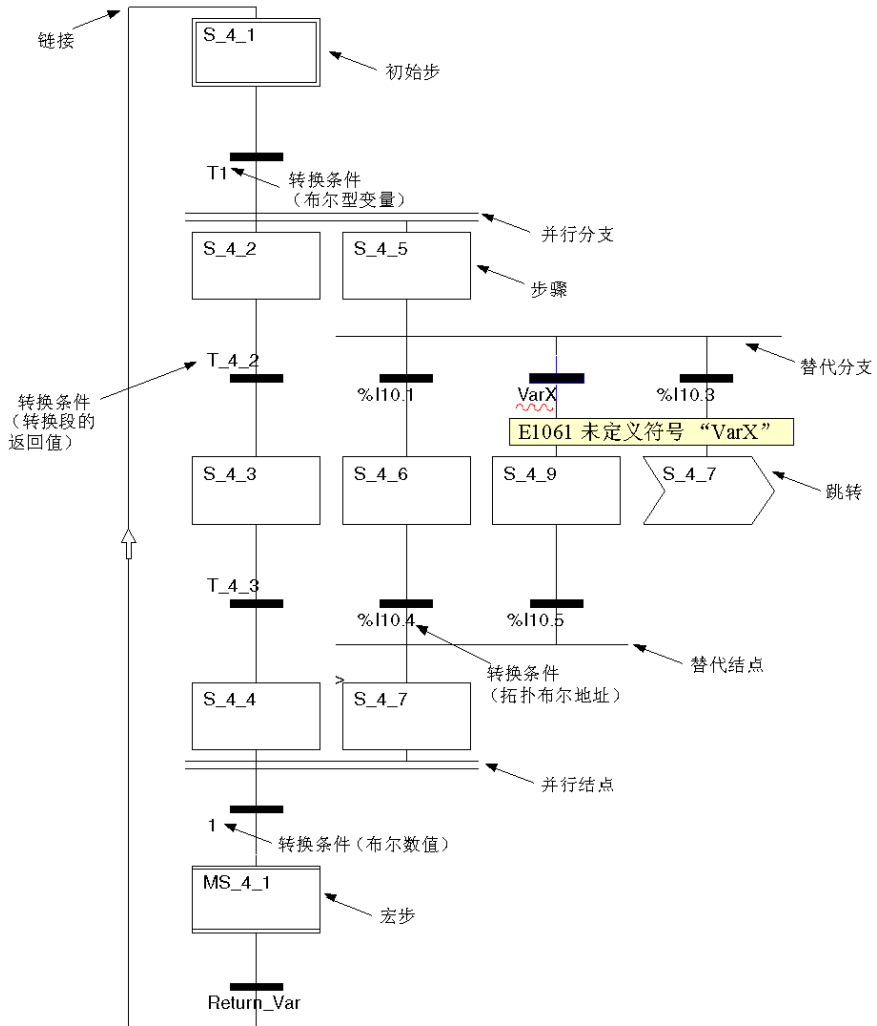 链接
S_4_1
初始步
T1
转换条件
（布尔型变量）
并行分支
S_4_2
S_4_5
步骤
替代分支
T_4_2
%I10.1
VarX
%I10.3
转换条件
（转换段的
返回值）
E1061 未定义符号 “VarX”
S_4_3
S_4_6
S_4_9
S_4_7
跳转
T_4_3
%I10.4
%I10.5
替代结点
转换条件
（拓扑布尔地址）
>
S_4_4
S_4_7
并行结点
1
转换条件（布尔数值）
MS_4_1
宏步
Return_Var